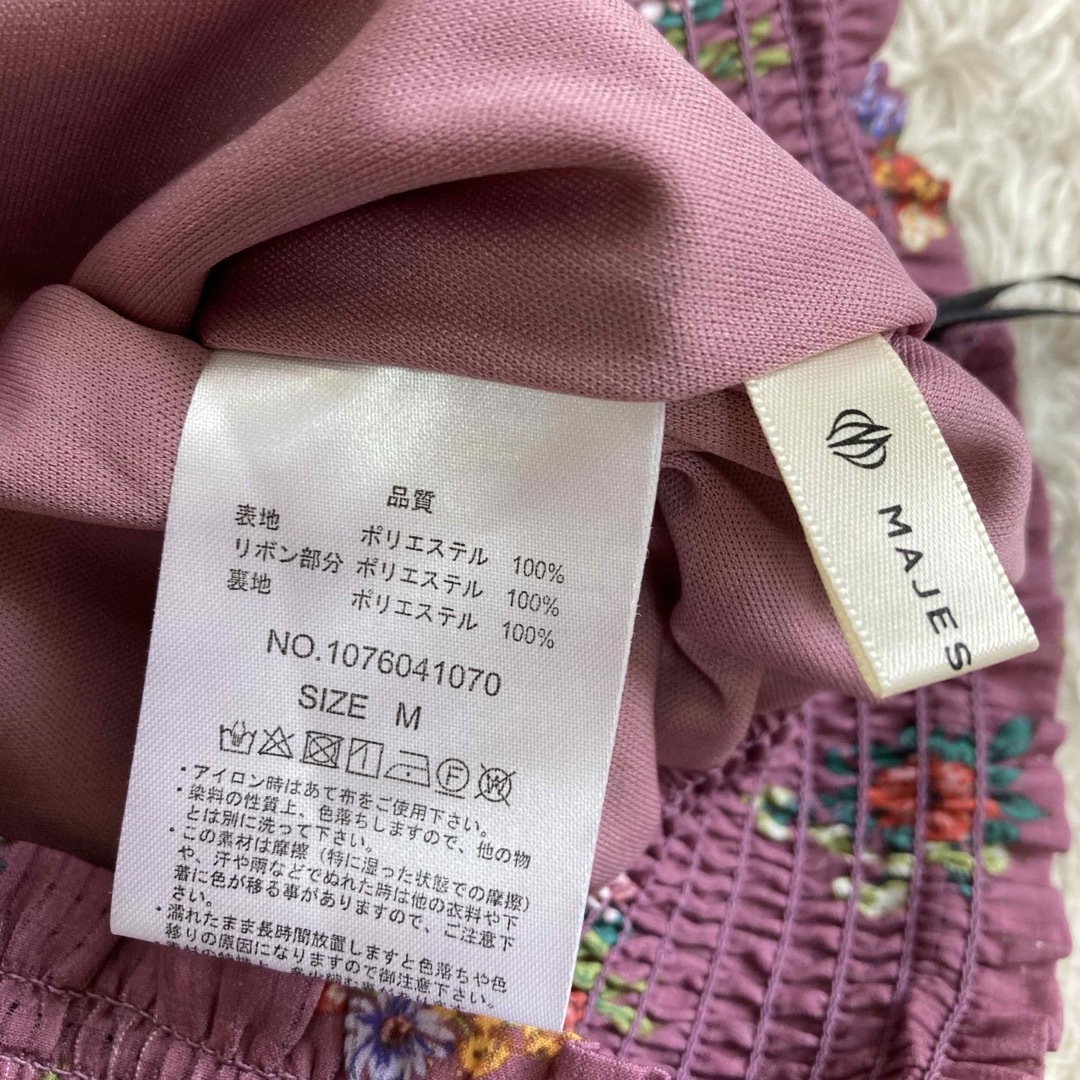 品質
表地 ポリエステル 100%
リボン部分 ポリエステル 100%
裏地 ポリエステル 100%
NO.1076041070
SIZE M
・アイロン時はあて布をご使用下さい。
・染料の性質上、色落ちしますので、他の物
とは別に洗って下さい。
・この素材は摩擦（特に湿った状態での摩擦）
や、汗や雨などでぬれた時は他の衣料や下
着に色が移る事がありますので、ご注意下
さい。
・濡れたまま長時間放置しますと色落ちや色
移りの原因になりますので御注意下さい。
MAJES